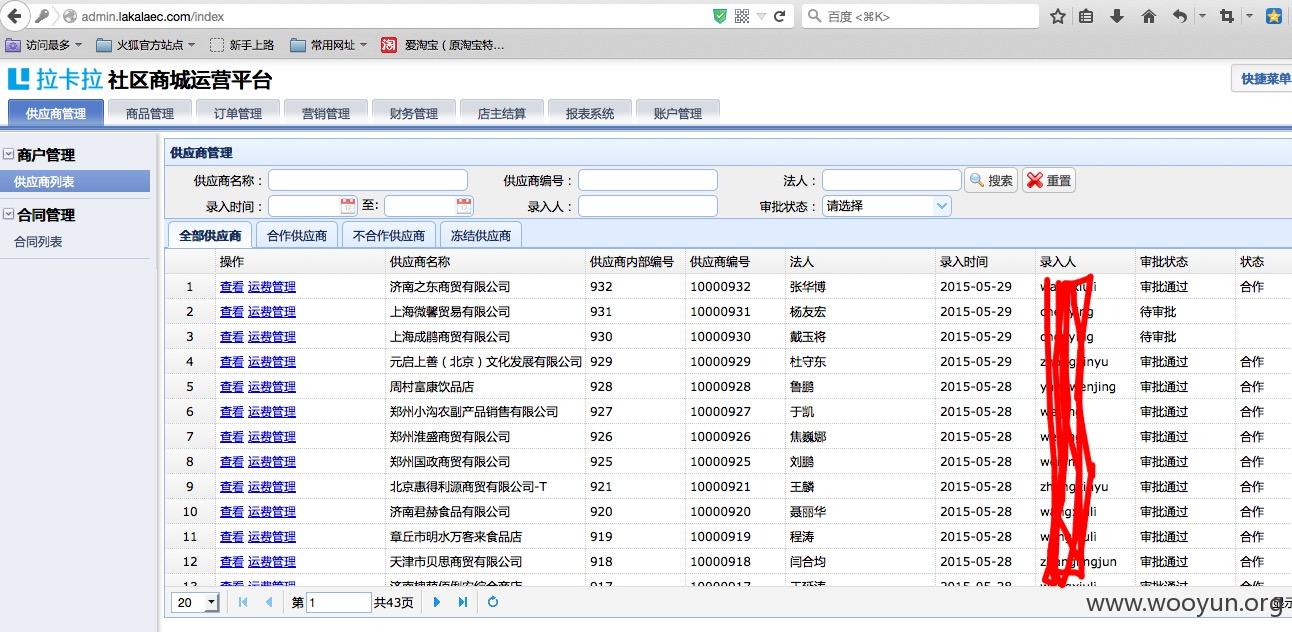 admin.lakalaec.com/index
百度 <⌘K>
访问最多
火狐官方站点
新手上路
常用网址
淘
爱淘宝（原淘宝特…
拉卡拉 社区商城运营平台
快捷菜单
供应商管理 商品管理 订单管理 营销管理 财务管理 店主结算 报表系统 账户管理
商户管理
供应商列表
合同管理
合同列表
供应商管理
供应商名称： 供应商编号： 法人： 搜索 重置
录入时间： 至: 录入人： 审批状态： 请选择
全部供应商 合作供应商 不合作供应商 冻结供应商
操作 供应商名称 供应商内部编号 供应商编号 法人 录入时间 录入人 审批状态 状态
1 查看 运费管理 济南之东商贸有限公司 932 10000932 张华博 2015-05-29 审批通过 合作
2 查看 运费管理 上海微馨贸易有限公司 931 10000931 杨友宏 2015-05-29 待审批
3 查看 运费管理 上海成鹃商贸有限公司 930 10000930 戴玉将 2015-05-29 待审批
4 查看 运费管理 元启上善（北京）文化发展有限公司 929 10000929 杜守东 2015-05-29 审批通过 合作
5 查看 运费管理 周村富康饮品店 928 10000928 鲁鹏 2015-05-28 审批通过 合作
6 查看 运费管理 郑州小沟农副产品销售有限公司 927 10000927 于凯 2015-05-28 审批通过 合作
7 查看 运费管理 郑州淮盛商贸有限公司 926 10000926 焦巍娜 2015-05-28 审批通过 合作
8 查看 运费管理 郑州国政商贸有限公司 925 10000925 刘鹏 2015-05-28 审批通过 合作
9 查看 运费管理 北京惠得利源商贸有限公司-T 921 10000921 王麟 2015-05-28 审批通过 合作
10 查看 运费管理 济南君赫食品有限公司 920 10000920 聂丽华 2015-05-28 审批通过 合作
11 查看 运费管理 章丘市明水万客来食品店 919 10000919 程涛 2015-05-28 审批通过 合作
12 查看 运费管理 天津市贝思商贸有限公司 918 10000918 闫合均 2015-05-28 审批通过 合作
20 第 1 共43页
www.wooyun.org